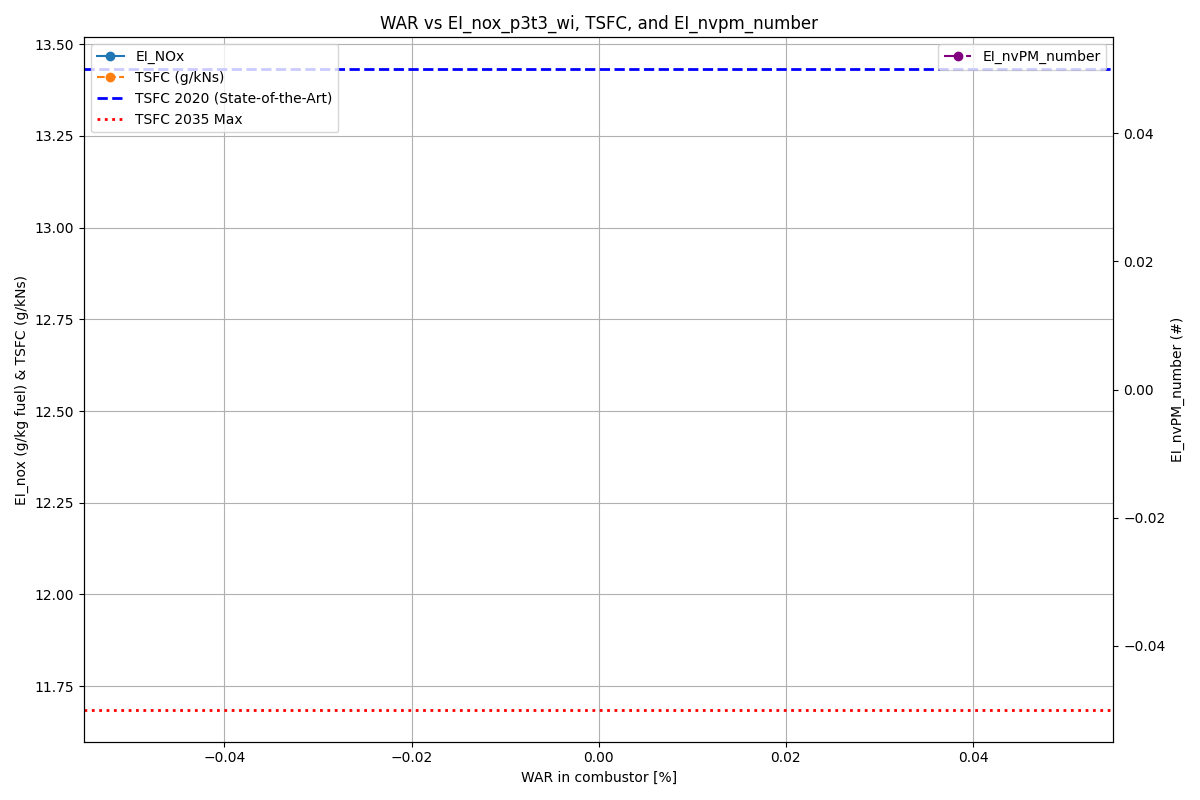 WAR vs EI_nox_p3t3_wi, TSFC, and EI_nvpm_number
EI_NOx
TSFC (g/kNs)
TSFC 2020 (State-of-the-Art)
TSFC 2035 Max
EI_nvPM_number
13.50
13.25
13.00
12.75
12.50
12.25
12.00
11.75
EI_nox (g/kg fuel) & TSFC (g/kNs)
0.04
0.02
0.00
−0.02
−0.04
EI_nvPM_number (#)
−0.04
−0.02
0.00
0.02
0.04
WAR in combustor [%]